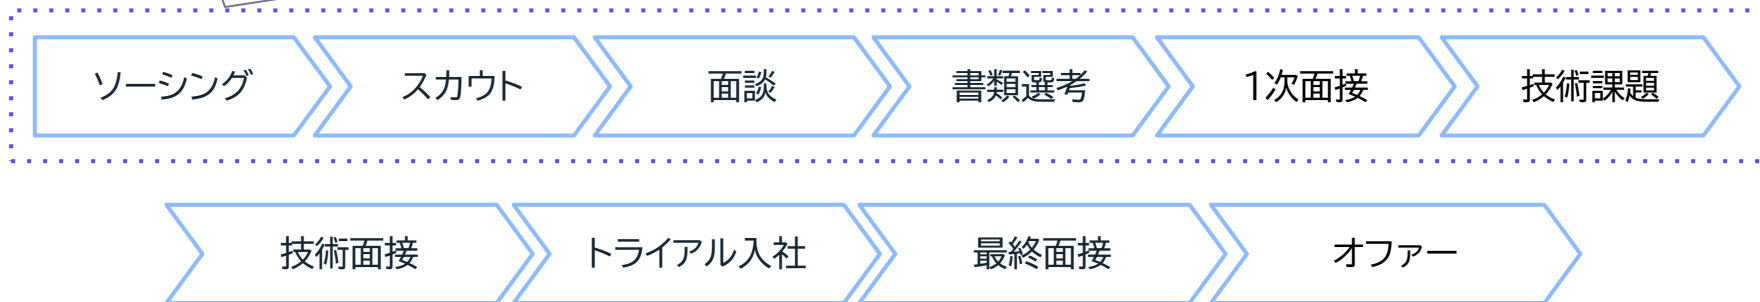 ソーシング スカウト 面談 書類選考 1次面接 技術課題
技術面接 トライアル入社 最終面接 オファー